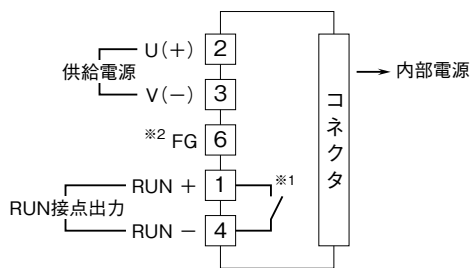 U(+) 2
供給電源
V(−) 3
※2 FG 6
RUN + 1
※1
RUN接点出力
RUN − 4
コネクタ
内部電源